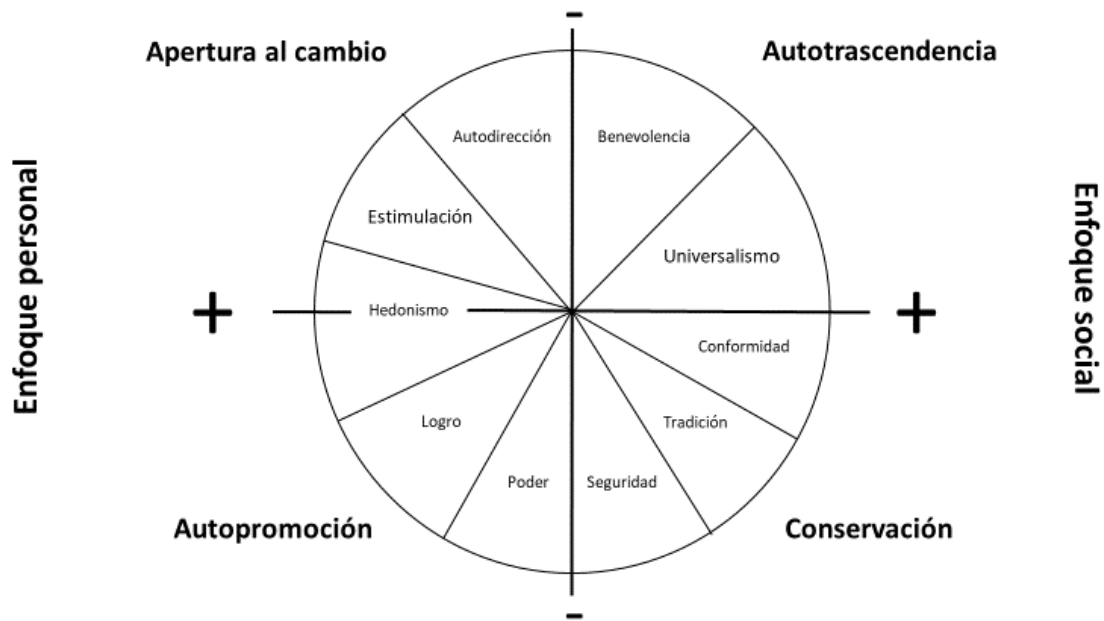 -
Apertura al cambio
Autotrascendencia
Autodirección
Benevolencia
Enfoque personal
Enfoque social
Estimulación
Universalismo
+
Hedonismo
+
Conformidad
Logro
Tradición
Poder
Seguridad
Autopromoción
Conservación
-